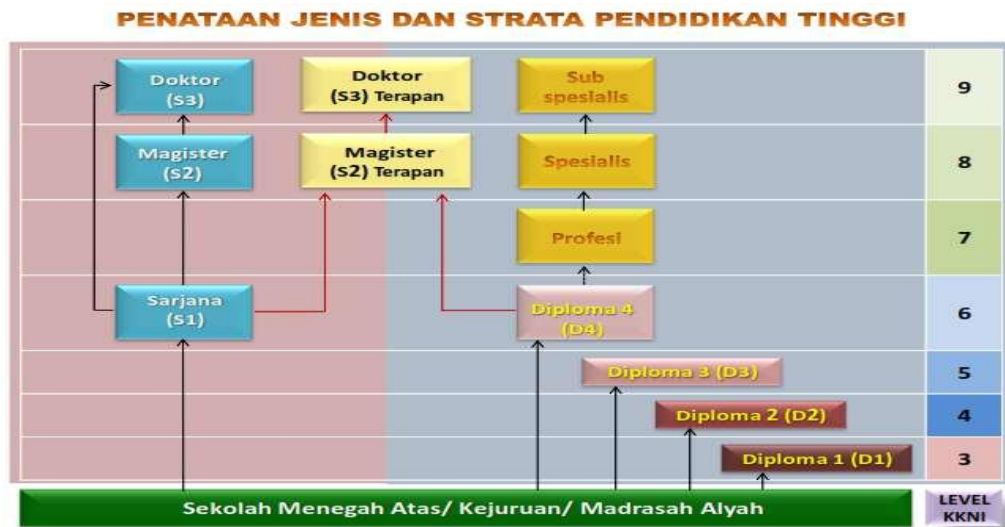 PENATAAN JENIS DAN STRATA PENDIDIKAN TINGGI
Doktor
(S3)
Doktor
(S3) Terapan
Sub
spesialis
9
Magister
(S2)
Magister
(S2) Terapan
Spesialis
8
Profesi
7
Sarjana
(S1)
Diploma 4
(D4)
6
Diploma 3 (D3)
5
Diploma 2 (D2)
4
Diploma 1 (D1)
3
Sekolah Menegah Atas/ Kejuruan/ Madrasah Alyah
LEVEL
KKNI